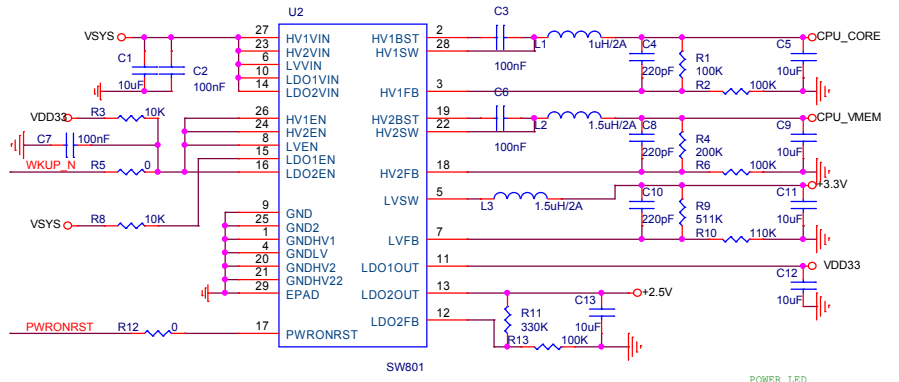 U2
C3
VSYS
27
HV1VIN
HV1BST
2
CPU_CORE
23
HV2VIN
HV1SW
28
L1
1uH/2A
C4
C5
C1
6
LVVIN
100nF
220pF
R1
10
LDO1VIN
100K
C2
14
LDO2VIN
10uF
100nF
R2
100K
10uF
HV1FB
3
C6
R3
10K
26
HV1EN
HV2BST
19
CPU_VMEM
VDD33
24
HV2EN
HV2SW
22
L2
1.5uH/2A
C8
C9
C7
100nF
8
LVEN
100nF
R4
15
LDO1EN
220pF
200K
10uF
WKUP_N
R5
0
16
LDO2EN
HV2FB
18
R6
100K
5
+3.3V
LVSW
L3
1.5uH/2A
C10
C11
9
GND
R9
VSYS
R8
10K
25
GND2
220pF
511K
10uF
1
GNDHV1
LVFB
7
R10
110K
4
GNDLV
20
GNDHV2
LDO1OUT
11
VDD33
21
GNDHV22
C12
29
EPAD
LDO2OUT
13
+2.5V
10uF
C13
LDO2FB
12
R11
330K
10uF
PWRONRST
R12
0
17
PWRONRST
R13
100K
SW801
POWER LED